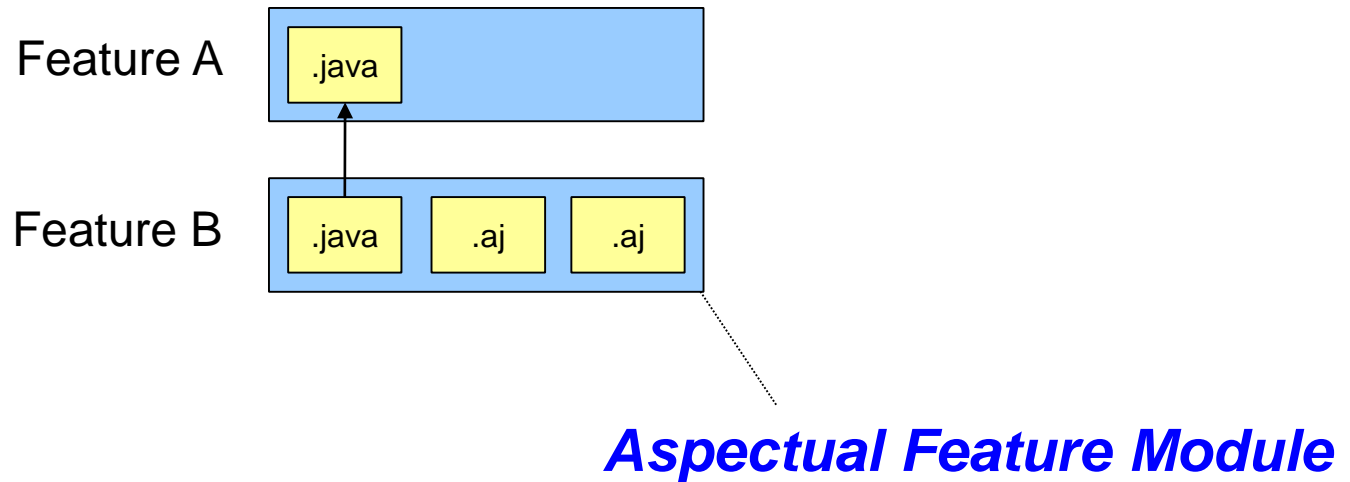 Feature A
.java
Feature B
.java .aj .aj
Aspectual Feature Module